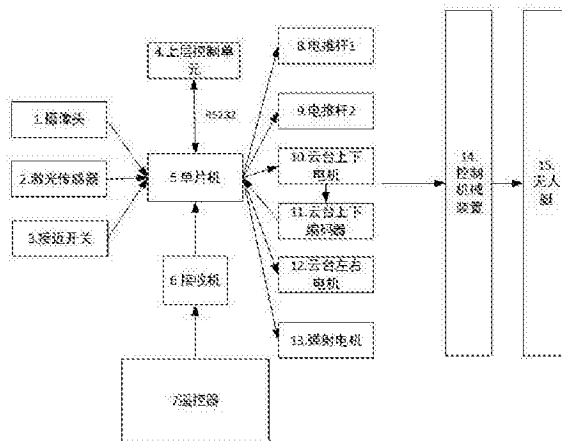 4.上层控制单
元
RS232
1.摄像头
2.激光传感器
3.接近开关
5.单片机
6.接收机
7.遥控器
8.电推杆1
9.电推杆2
10.云台上下
电机
11.云台上下
编码器
12.云台左右
电机
13.弹射电机
14.
控制
机械
装置
15.
无人
艇